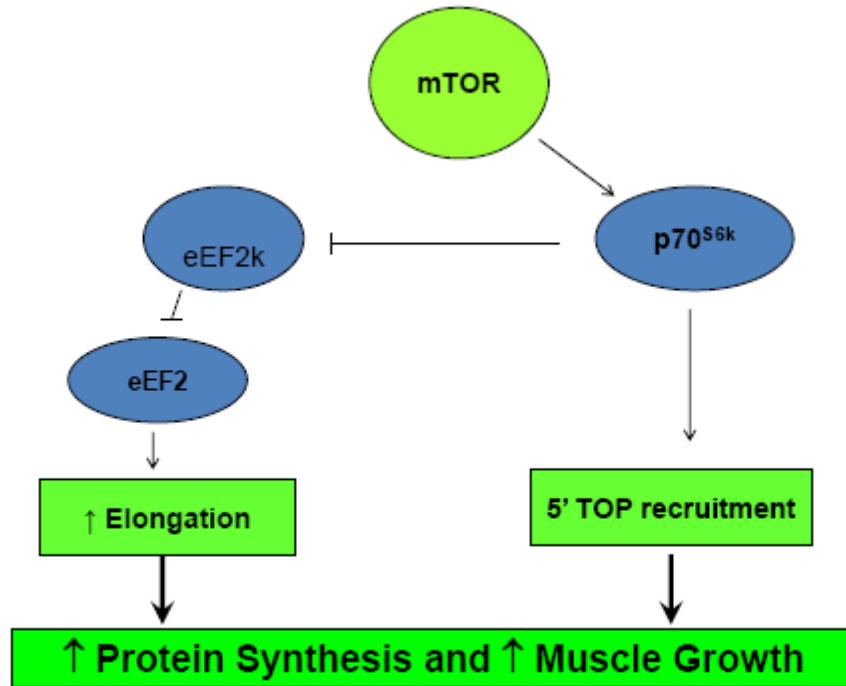 mTOR
eEF2k
p70S6k
eEF2
↑ Elongation
5' TOP recruitment
↑ Protein Synthesis and ↑ Muscle Growth